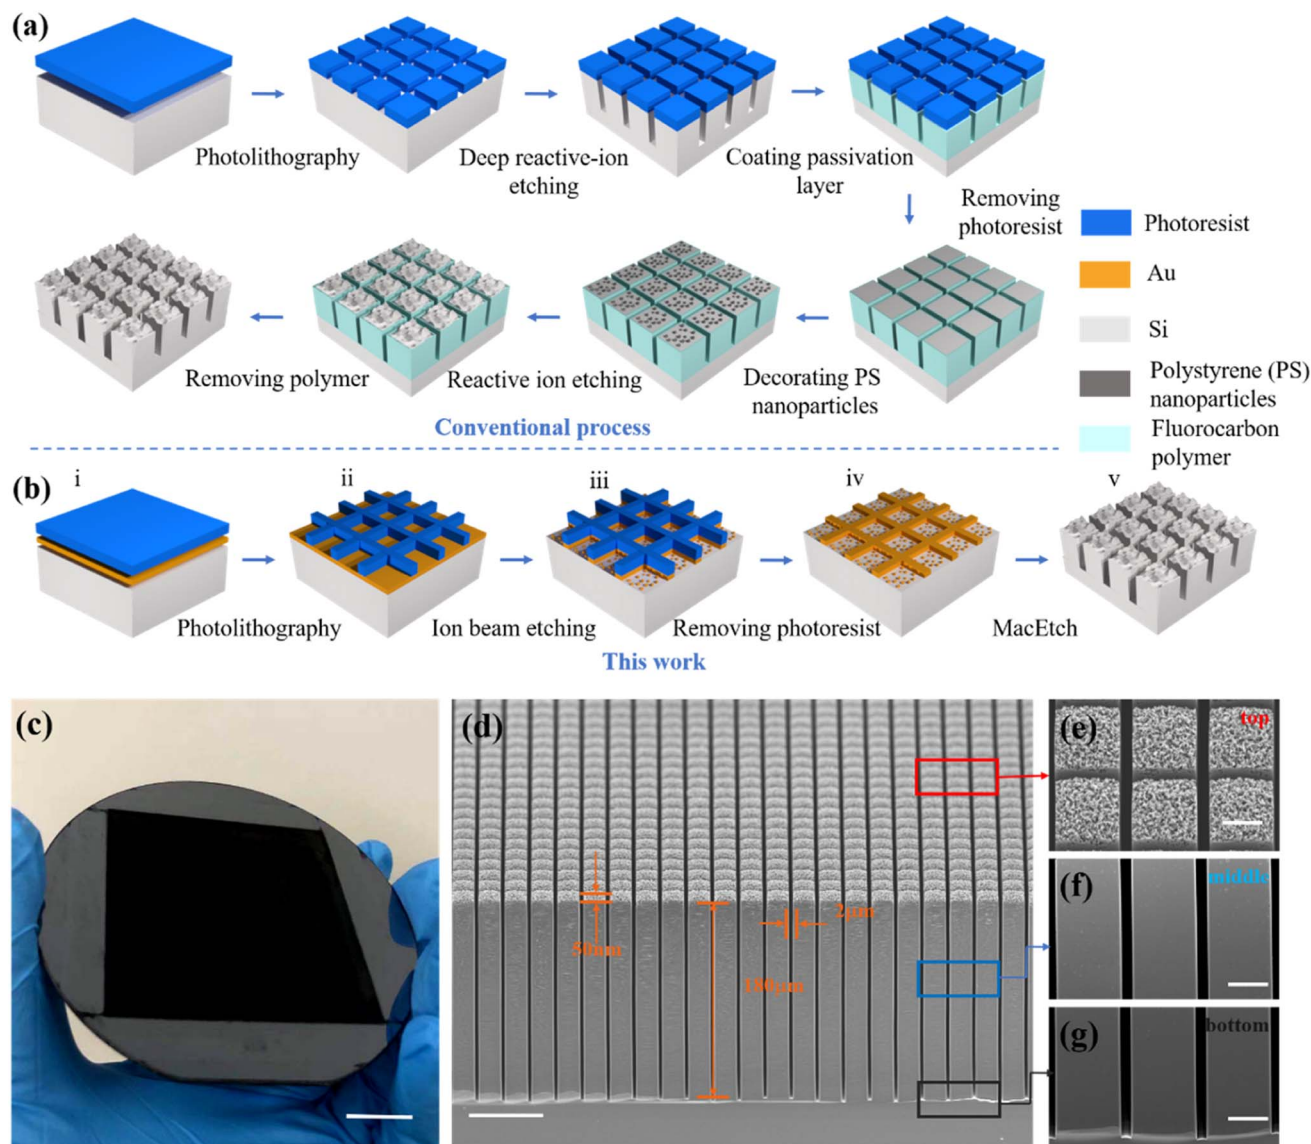 (a)
Photolithography
Deep reactive-ion
etching
Coating passivation
layer
Removing
photoresist
Removing polymer
Reactive ion etching
Decorating PS
nanoparticles
Conventional process
Photoresist
Au
Si
Polystyrene (PS)
nanoparticles
Fluorocarbon
polymer
(b)
i
ii
iii
iv
v
Photolithography
Ion beam etching
Removing photoresist
MacEtch
This work
(c)
(d)
50nm
2μm
180μm
(e)
top
(f)
middle
(g)
bottom